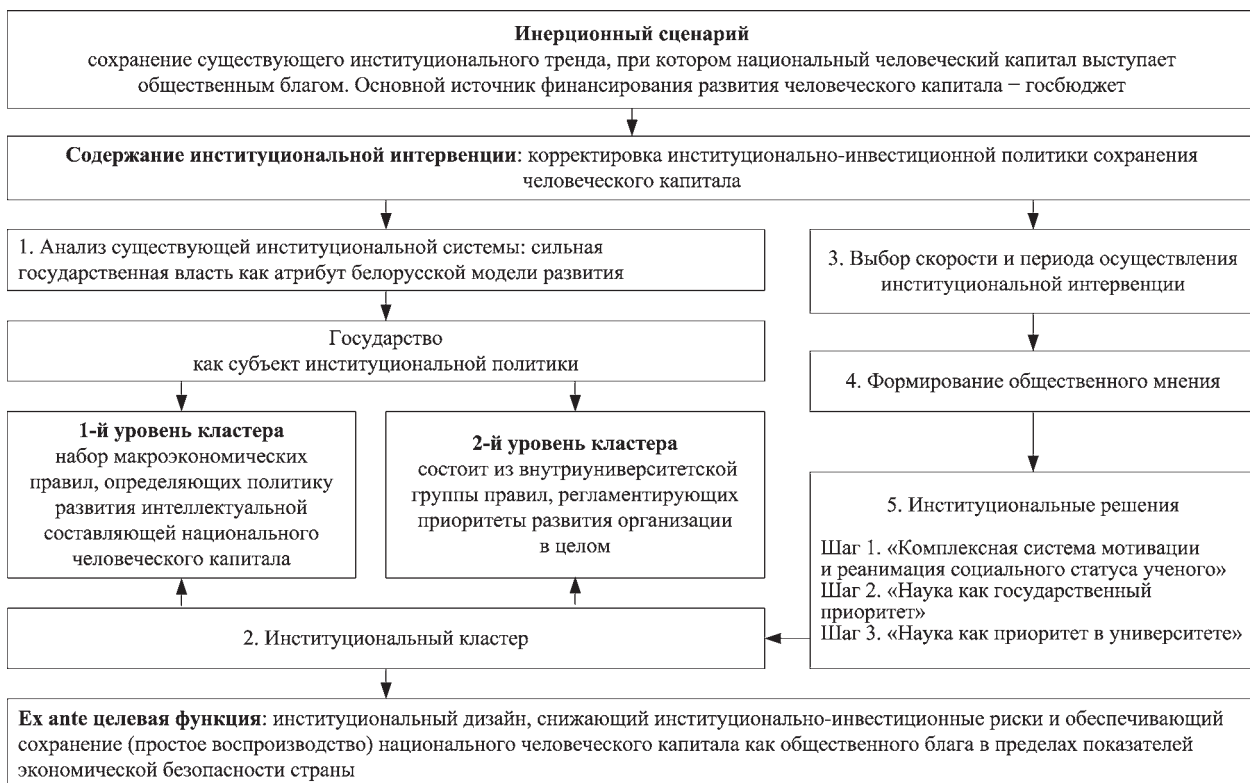 Инерционный сценарий
сохранение существующего институционального тренда, при котором национальный человеческий капитал выступает
общественным благом. Основной источник финансирования развития человеческого капитала – госбюджет
Содержание институциональной интервенции: корректировка институционально-инвестиционной политики сохранения
человеческого капитала
1. Анализ существующей институциональной системы: сильная
государственная власть как атрибут белорусской модели развития
Государство
как субъект институциональной политики
1-й уровень кластера
набор макроэкономических
правил, определяющих политику
развития интеллектуальной
составляющей национального
человеческого капитала
2-й уровень кластера
состоит из внутриуниверситетской
группы правил, регламентирующих
приоритеты развития организации
в целом
2. Институциональный кластер
3. Выбор скорости и периода осуществления
институциональной интервенции
4. Формирование общественного мнения
5. Институциональные решения
Шаг 1. «Комплексная система мотивации
и реанимация социального статуса ученого»
Шаг 2. «Наука как государственный
приоритет»
Шаг 3. «Наука как приоритет в университете»
Ex ante целевая функция: институциональный дизайн, снижающий институционально-инвестиционные риски и обеспечивающий
сохранение (простое воспроизводство) национального человеческого капитала как общественного блага в пределах показателей
экономической безопасности страны